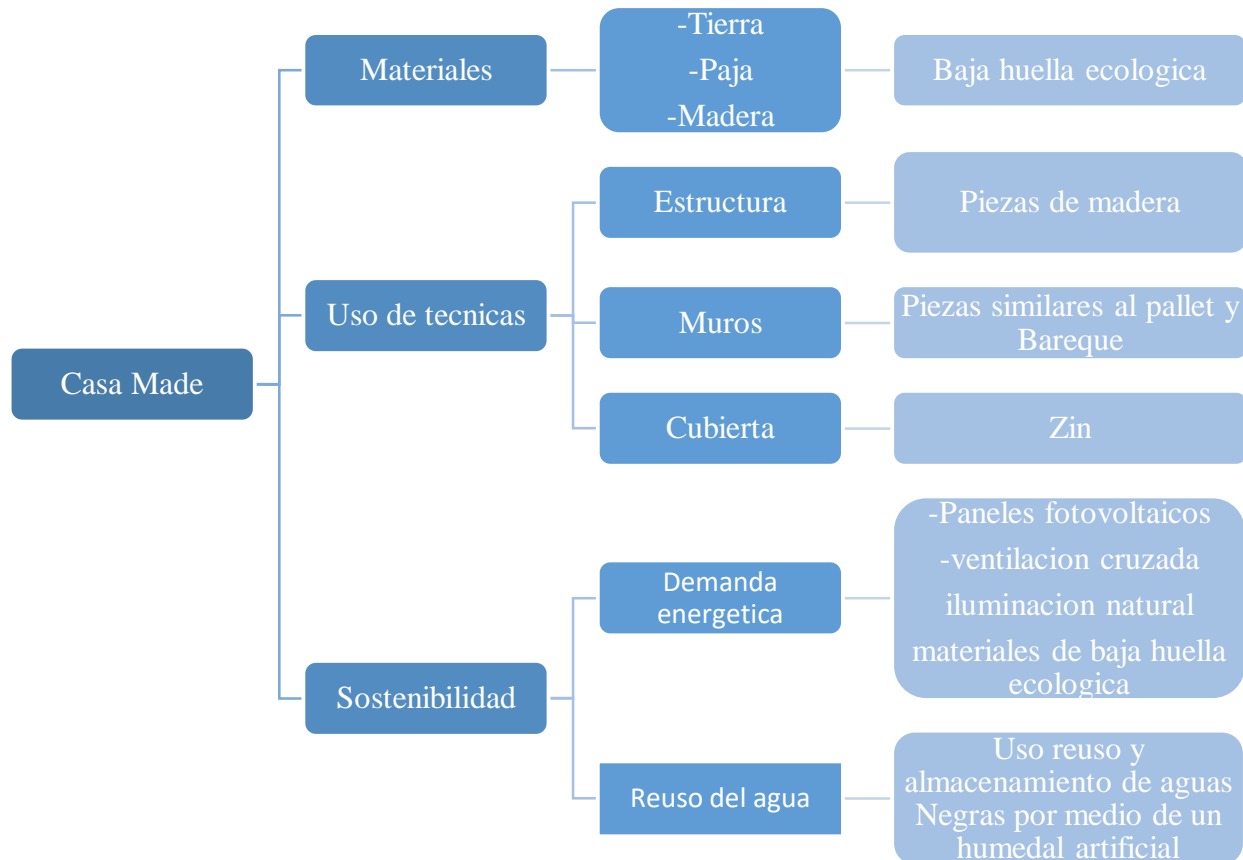 Casa Made
Materiales
-Tierra
-Paja
-Madera
Baja huella ecologica
Uso de tecnicas
Estructura
Piezas de madera
Muros
Piezas similares al pallet y
Bareque
Cubierta
Zin
Sostenibilidad
Demanda
energetica
-Paneles fotovoltaicos
-ventilacion cruzada
iluminacion natural
materiales de baja huella
ecologica
Reuso del agua
Uso reuso y
almacenamiento de aguas
Negras por medio de un
humedal artificial